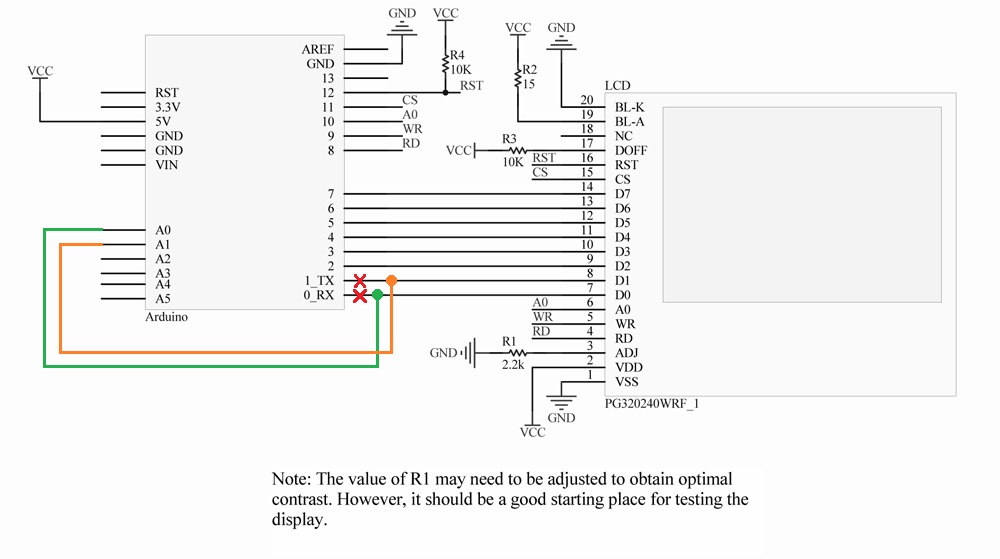 GND
VCC
VCC
GND
VCC
R4
10K
RST
R2
15
AREF
GND
13
12
11
10
9
8
CS
A0
WR
RD
RST
3.3V
5V
GND
GND
VIN
7
6
5
4
3
2
1_TX
0_RX
A0
A1
A2
A3
A4
A5
Arduino
VCC
R3
10K
RST
CS
A0
WR
RD
GND
R1
2.2k
VCC
GND
LCD
20 BL-K
19 BL-A
18 NC
17 DOFF
16 RST
15 CS
14 D7
13 D6
12 D5
11 D4
10 D3
9 D2
8 D1
7 D0
6 A0
5 WR
4 RD
3 ADJ
2 VDD
1 VSS
PG320240WRF_1
Note: The value of R1 may need to be adjusted to obtain optimal
contrast. However, it should be a good starting place for testing the
display.